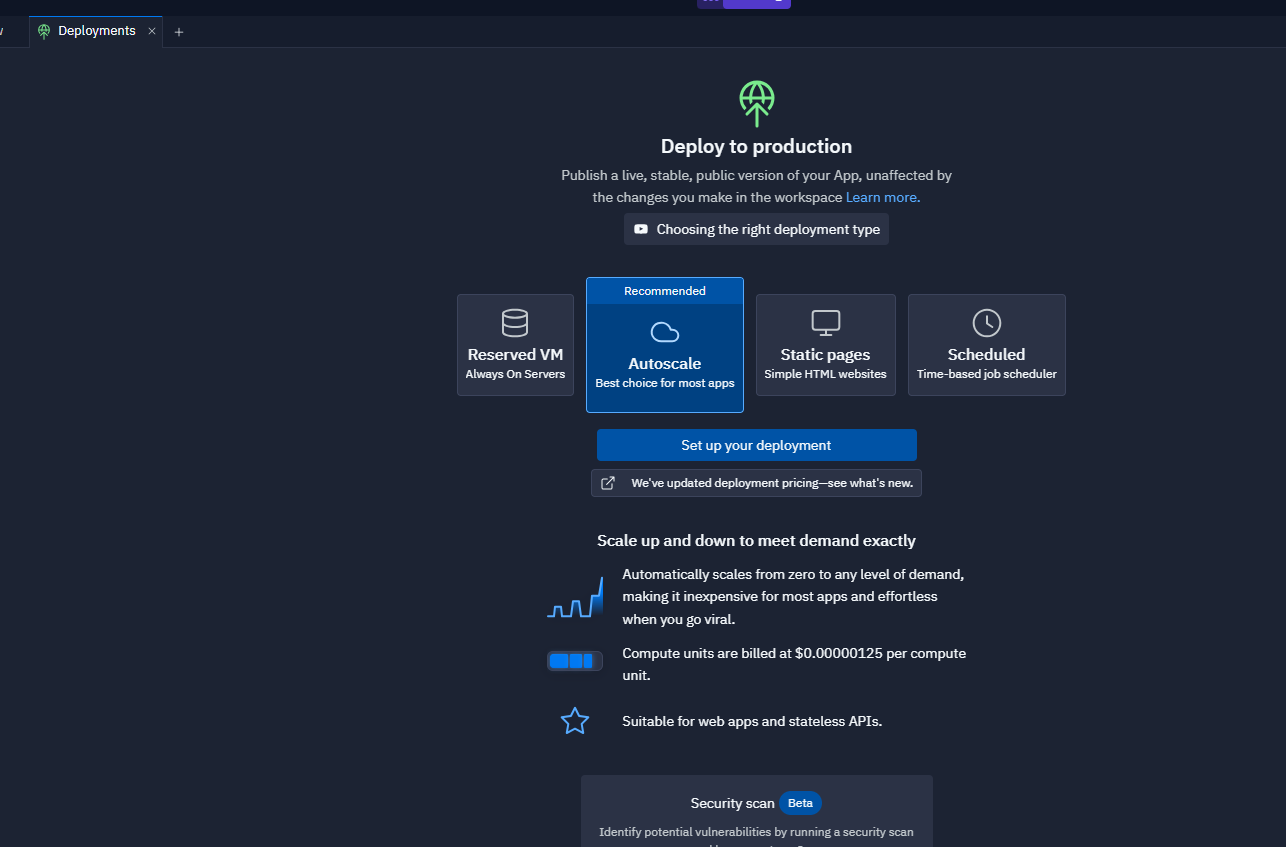 Deployments
Deploy to production
Publish a live, stable, public version of your App, unaffected by
the changes you make in the workspace Learn more.
Choosing the right deployment type
Reserved VM
Always On Servers
Recommended
Autoscale
Best choice for most apps
Static pages
Simple HTML websites
Scheduled
Time-based job scheduler
Set up your deployment
We've updated deployment pricing—see what's new.
Scale up and down to meet demand exactly
Automatically scales from zero to any level of demand,
making it inexpensive for most apps and effortless
when you go viral.
Compute units are billed at $0.00000125 per compute
unit.
Suitable for web apps and stateless APIs.
Security scan Beta
Identify potential vulnerabilities by running a security scan